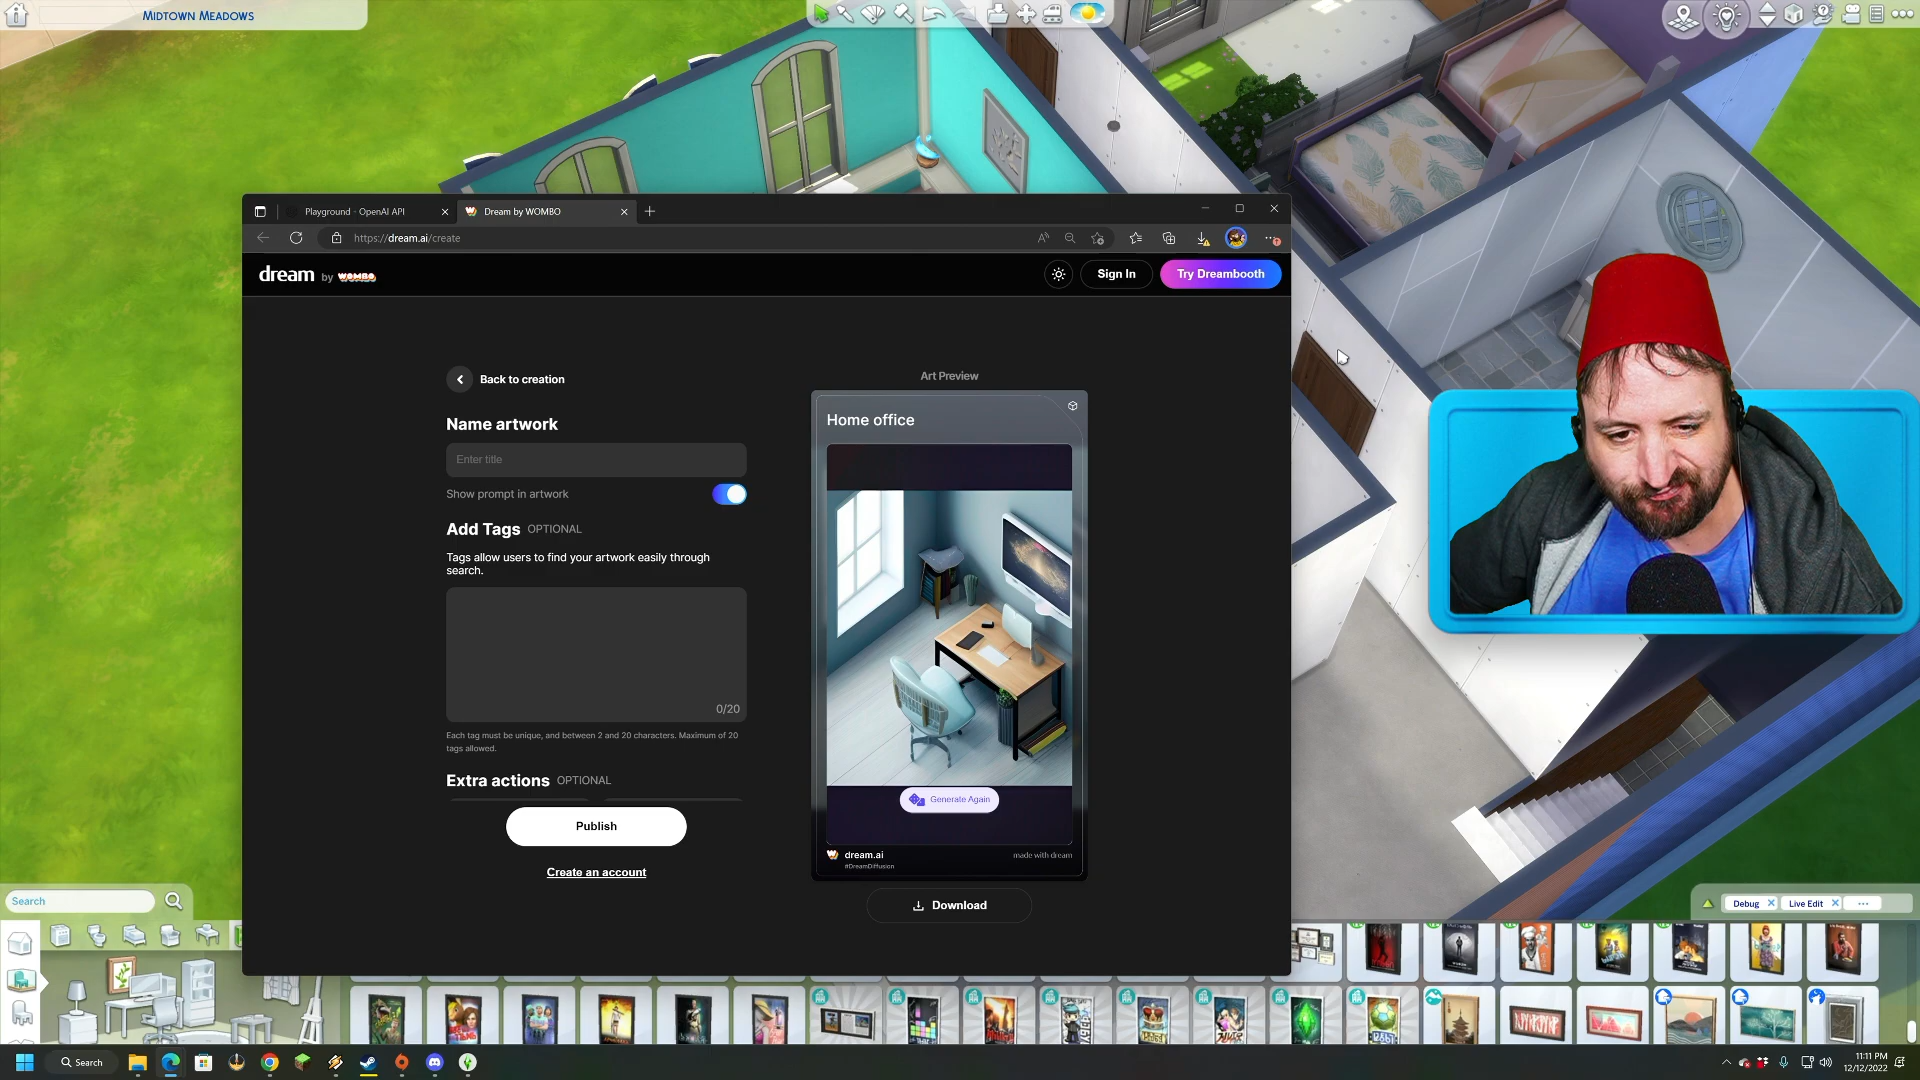 MIDTOWN MEADOWS
Playground - OpenAI API
Dream by WOMBO
https://dream.ai/create
dream by WOMBO
Sign In
Try Dreambooth
Back to creation
Name artwork
Enter title
Show prompt in artwork
Add Tags OPTIONAL
Tags allow users to find your artwork easily through
search.
0/20
Each tag must be unique, and between 2 and 20 characters. Maximum of 20
tags allowed.
Extra actions OPTIONAL
Publish
Create an account
Art Preview
Home office
Generate Again
dream.ai
#DreamDiffusion
made with dream
Download
Search
Debug
Live Edit
Search
11:11 PM
12/12/2022